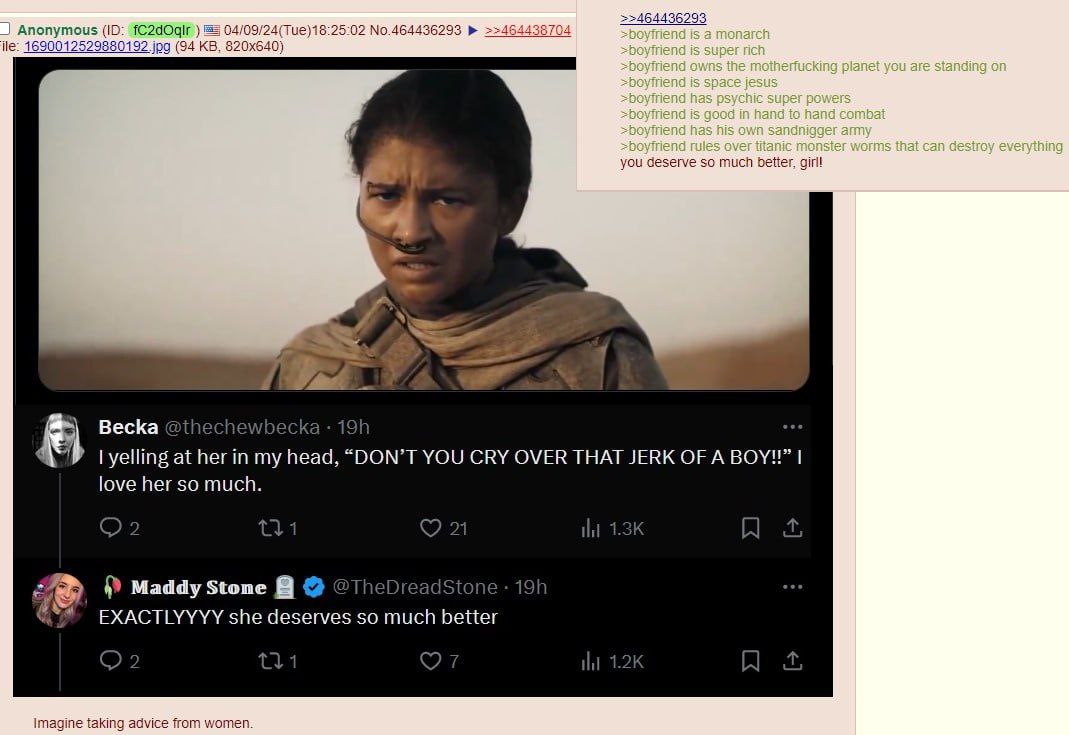 Anonymous (ID: fC2dOqIr) 04/09/24(Tue)18:25:02 No.464436293 ▶ >>464438704
File: 1690012529880192.jpg (94 KB, 820x640)
>>464436293
>boyfriend is a monarch
>boyfriend is super rich
>boyfriend owns the motherfucking planet you are standing on
>boyfriend is space jesus
>boyfriend has psychic super powers
>boyfriend is good in hand to hand combat
>boyfriend has his own sandnigger army
>boyfriend rules over titanic monster worms that can destroy everything
you deserve so much better, girl!
Becka @thechewbecka · 19h
I yelling at her in my head, “DON’T YOU CRY OVER THAT JERK OF A BOY!!” I
love her so much.
2 1 21 1.3K
Maddy Stone @TheDreadStone · 19h
EXACTLYYYY she deserves so much better
2 1 7 1.2K
Imagine taking advice from women.